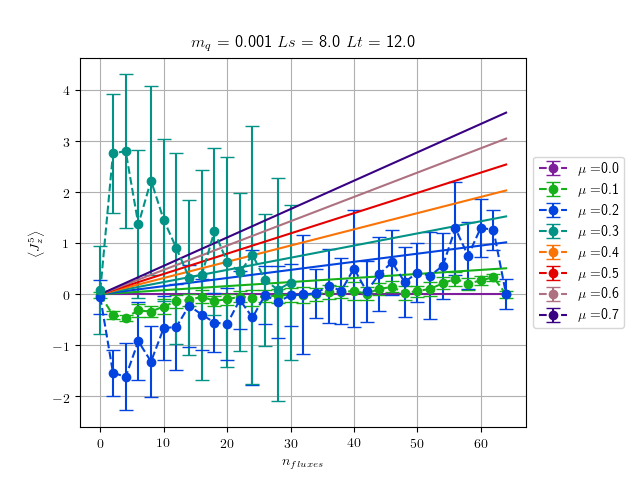 m_q = 0.001 Ls = 8.0 Lt = 12.0
⟨J_z^5⟩
4
3
2
1
0
−1
−2
0 10 20 30 40 50 60
n_fluxes
μ =0.0
μ =0.1
μ =0.2
μ =0.3
μ =0.4
μ =0.5
μ =0.6
μ =0.7